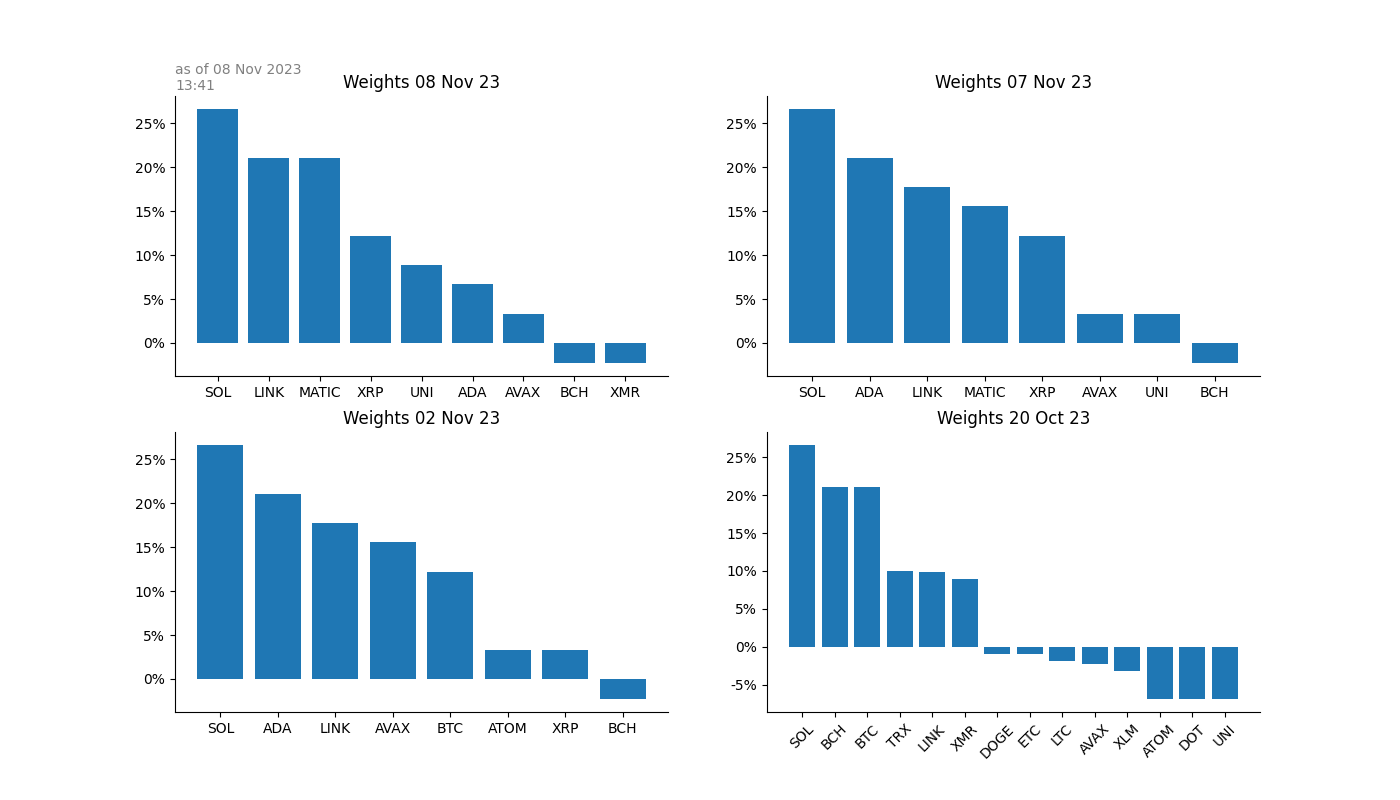 as of 08 Nov 2023
13:41
Weights 08 Nov 23
25%
20%
15%
10%
5%
0%
SOL LINK MATIC XRP UNI ADA AVAX BCH XMR
Weights 07 Nov 23
25%
20%
15%
10%
5%
0%
SOL ADA LINK MATIC XRP AVAX UNI BCH
Weights 02 Nov 23
25%
20%
15%
10%
5%
0%
SOL ADA LINK AVAX BTC ATOM XRP BCH
Weights 20 Oct 23
25%
20%
15%
10%
5%
0%
-5%
SOL BCH BTC TRX LINK XMR DOGE ETC LTC AVAX XLM ATOM DOT UNI